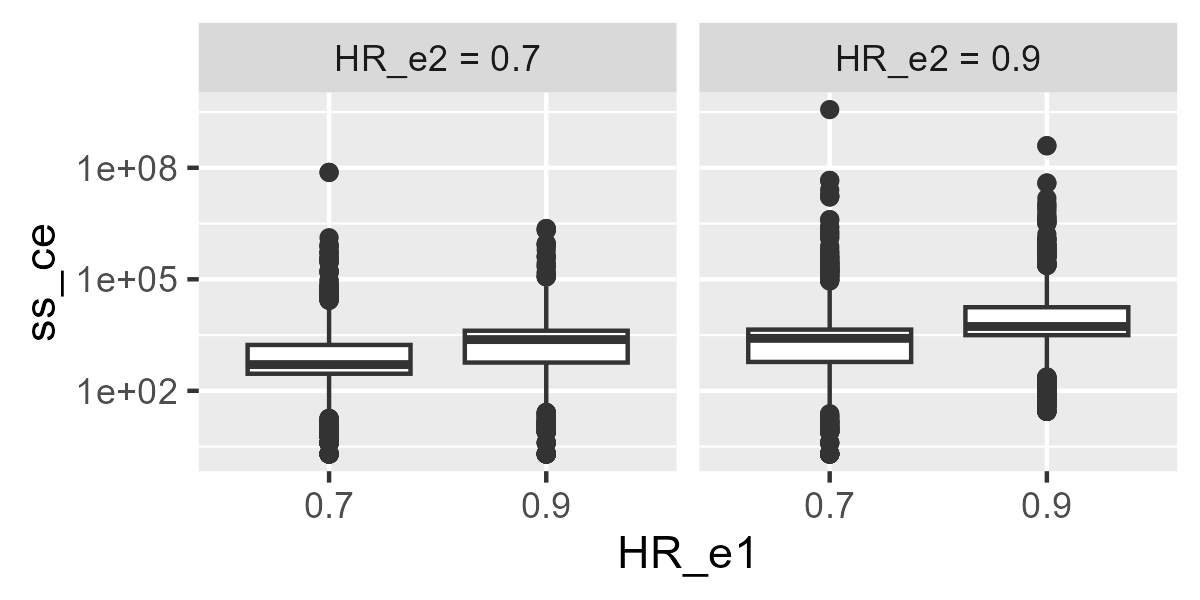 HR_e2 = 0.7
HR_e2 = 0.9
ss_ce
1e+08
1e+05
1e+02
0.7
0.9
0.7
0.9
HR_e1